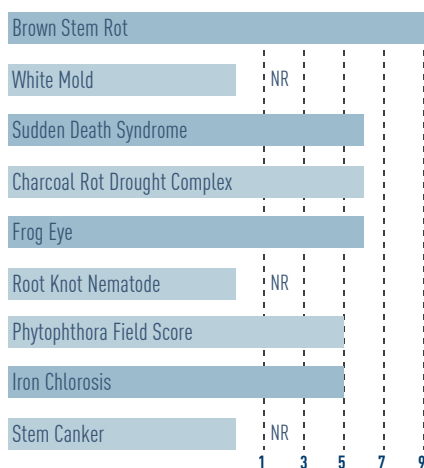 Brown Stem Rot
White Mold NR
Sudden Death Syndrome
Charcoal Rot Drought Complex
Frog Eye
Root Knot Nematode NR
Phytophthora Field Score
Iron Chlorosis
Stem Canker NR
1 3 5 7 9